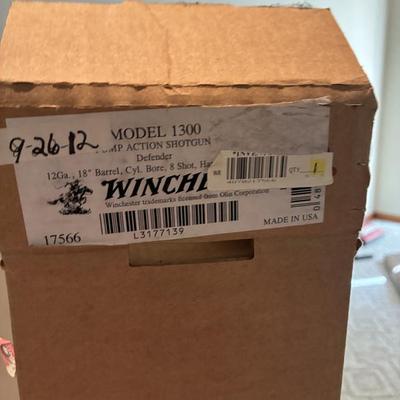 9-26-12
MODEL 1300
PUMP ACTION SHOTGUN
Defender
12Ga., 18" Barrel, Cyl. Bore, 8 Shot, Ha
WINCHE
Winchester trademarks licensed from Olin Corporation
MADE IN USA
QTY 1
17566
L3177139